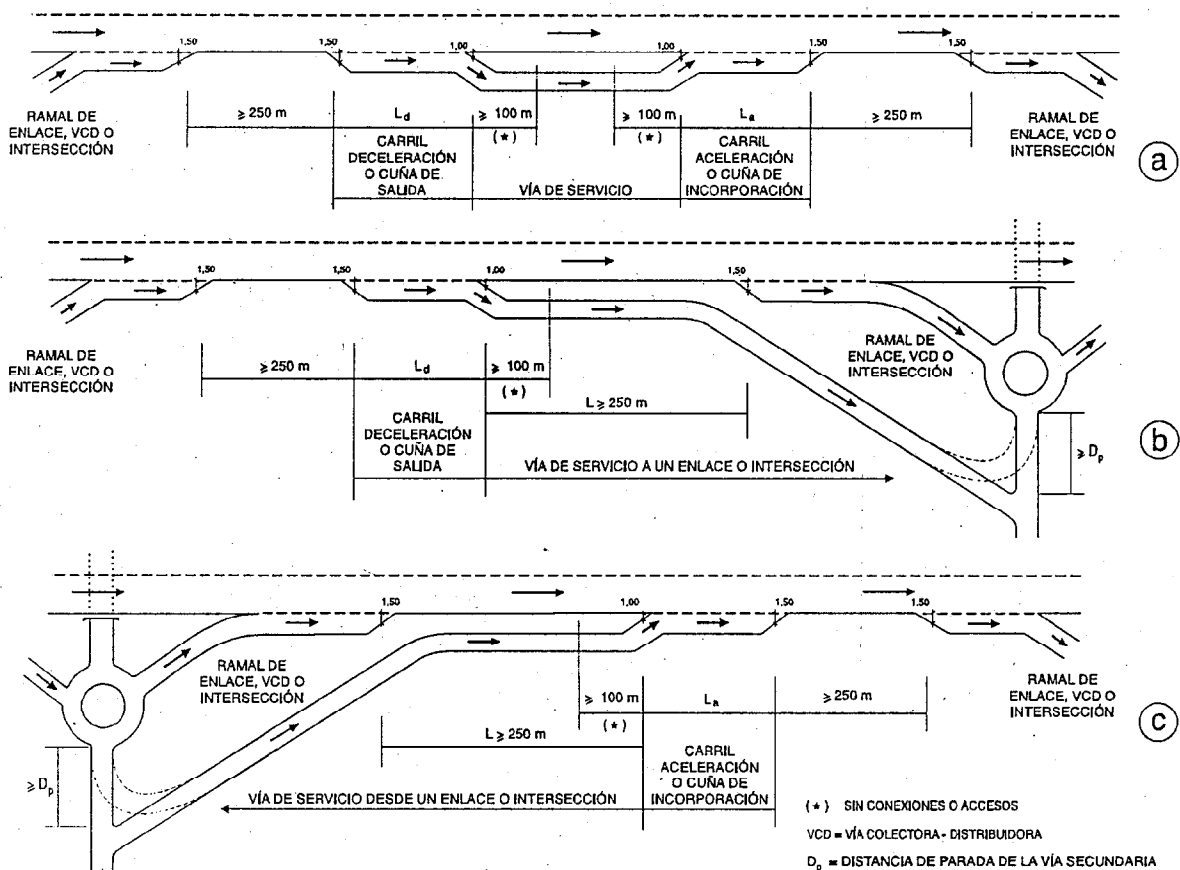 1,50
1,50
1,00
1,00
1,50
1,50
RAMAL DE
ENLACE, VCD O
INTERSECCIÓN
≥ 250 m
L d
≥ 100 m
(*)
≥ 100 m
(*)
L a
≥ 250 m
RAMAL DE
ENLACE, VCD O
INTERSECCIÓN
CARRIL
DECELERACIÓN
O CUÑA DE
SALIDA
VÍA DE SERVICIO
CARRIL
ACELERACIÓN
O CUÑA DE
INCORPORACIÓN
a
1,50
1,50
1,00
1,50
RAMAL DE
ENLACE, VCD O
INTERSECCIÓN
RAMAL DE
ENLACE, VCD O
INTERSECCIÓN
≥ 250 m
L d
≥ 100 m
(*)
L ≥ 250 m
CARRIL
DECELERACIÓN
O CUÑA DE
SALIDA
VÍA DE SERVICIO A UN ENLACE O INTERSECCIÓN
≥ D p
b
1,50
1,00
1,50
1,50
RAMAL DE
ENLACE, VCD O
INTERSECCIÓN
RAMAL DE
ENLACE, VCD O
INTERSECCIÓN
≥ 100 m
(*)
L a
≥ 250 m
L ≥ 250 m
CARRIL
ACELERACIÓN
O CUÑA DE
INCORPORACIÓN
≥ D p
VÍA DE SERVICIO DESDE UN ENLACE O INTERSECCIÓN
c
(*) SIN CONEXIONES O ACCESOS
VCD = VÍA COLECTORA - DISTRIBUIDORA
D p = DISTANCIA DE PARADA DE LA VÍA SECUNDARIA